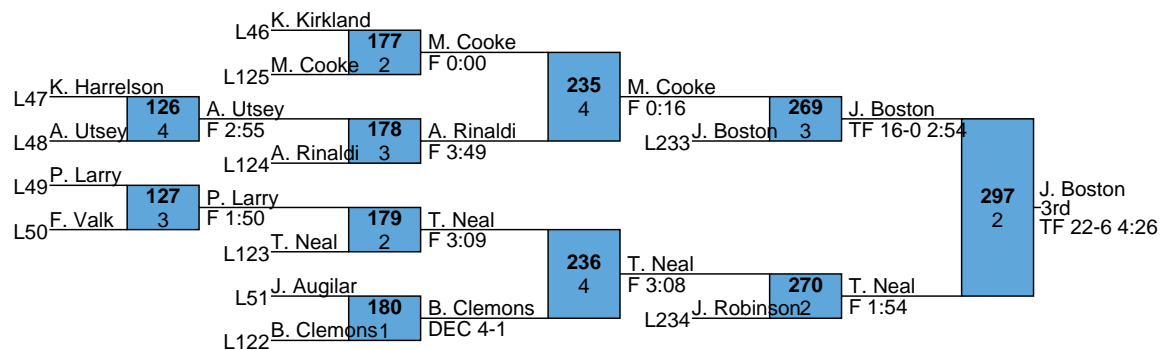 K. Kirkland
L46
177
2
M. Cooke
F 0:00
M. Cooke
L125
235
4
M. Cooke
F 0:16
K. Harrelson
L47
126
4
A. Utsey
F 2:55
A. Utsey
L48
178
3
A. Rinaldi
F 3:49
A. Rinaldi
L124
269
3
J. Boston
TF 16-0 2:54
J. Boston
L233
P. Larry
L49
127
3
P. Larry
F 1:50
F. Valk
L50
179
2
T. Neal
F 3:09
T. Neal
L123
297
2
J. Boston
3rd
TF 22-6 4:26
236
4
T. Neal
F 3:08
J. Augilar
L51
180
1
B. Clemons
DEC 4-1
B. Clemons
L122
270
2
T. Neal
F 1:54
J. Robinson
L234